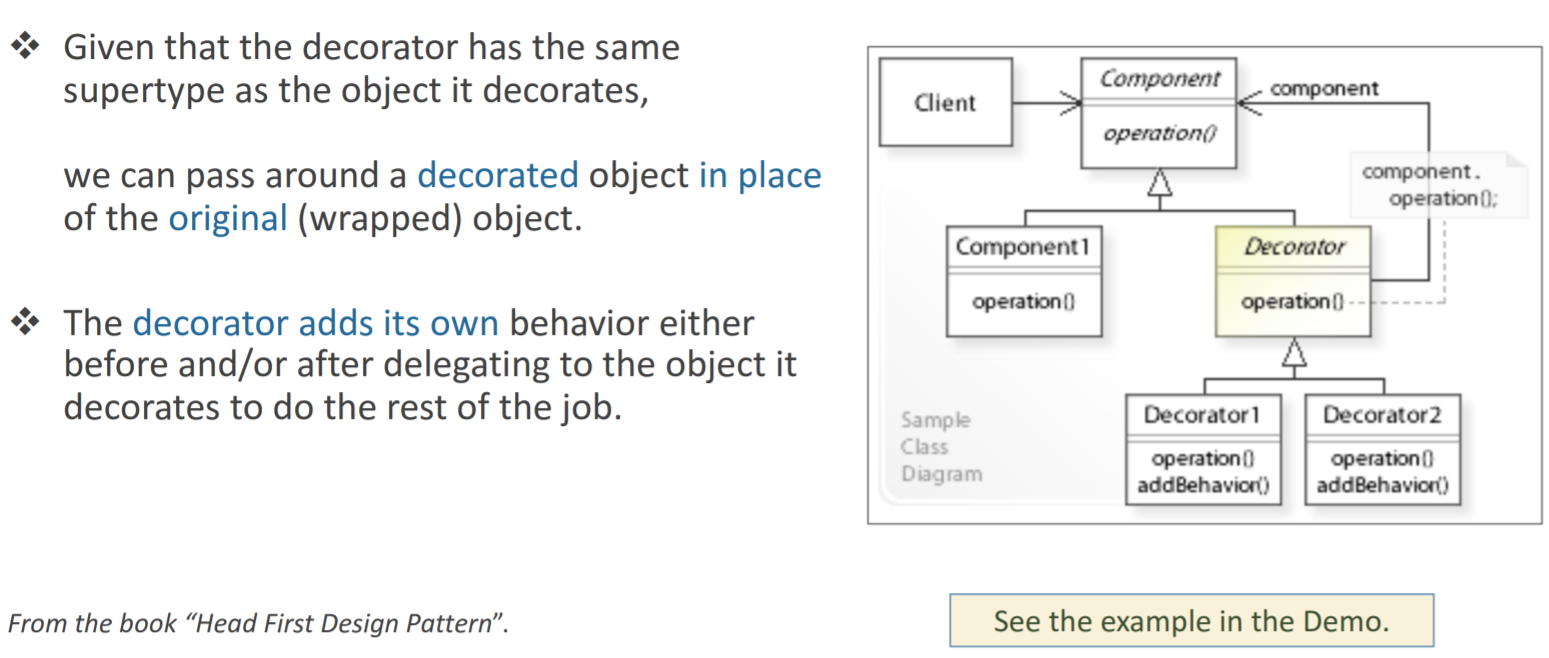 ❖ Given that the decorator has the same
supertype as the object it decorates,
we can pass around a decorated object in place
of the original (wrapped) object.
❖ The decorator adds its own behavior either
before and/or after delegating to the object it
decorates to do the rest of the job.
From the book “Head First Design Pattern”.
Client
Component
operation()
component
component.
operation();
Component1
operation()
Decorator
operation()
Decorator1
operation()
addBehavior()
Decorator2
operation()
addBehavior()
Sample
Class
Diagram
See the example in the Demo.